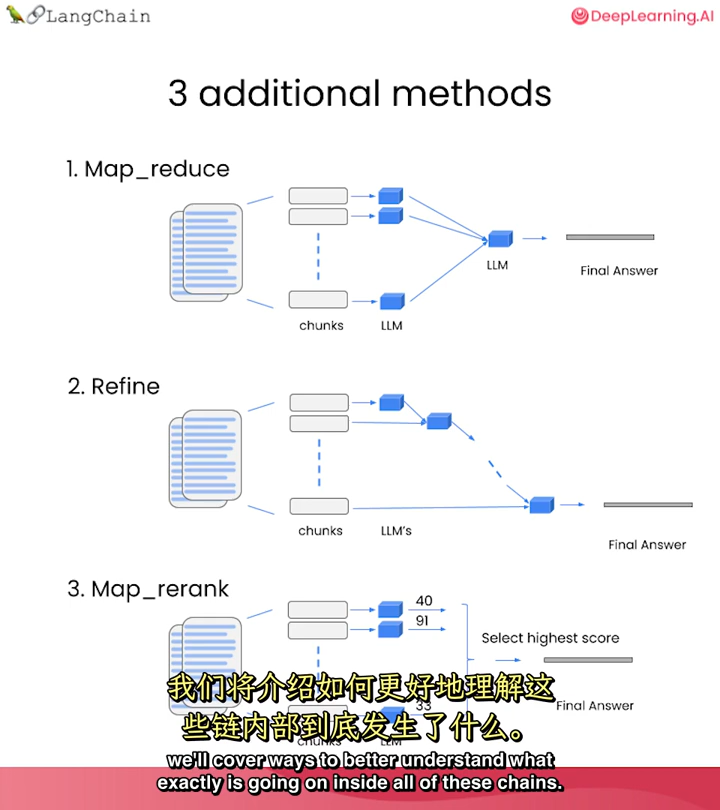 LangChain
DeepLearning.AI
3 additional methods
1. Map_reduce
LLM
Final Answer
chunks
LLM
2. Refine
chunks
LLM's
Final Answer
3. Map_rerank
40
91
Select highest score
33
Final Answer
chunks
LLM
我们将介绍如何更好地理解这
些链内部到底发生了什么。
we'll cover ways to better understand what
exactly is going on inside all of these chains.